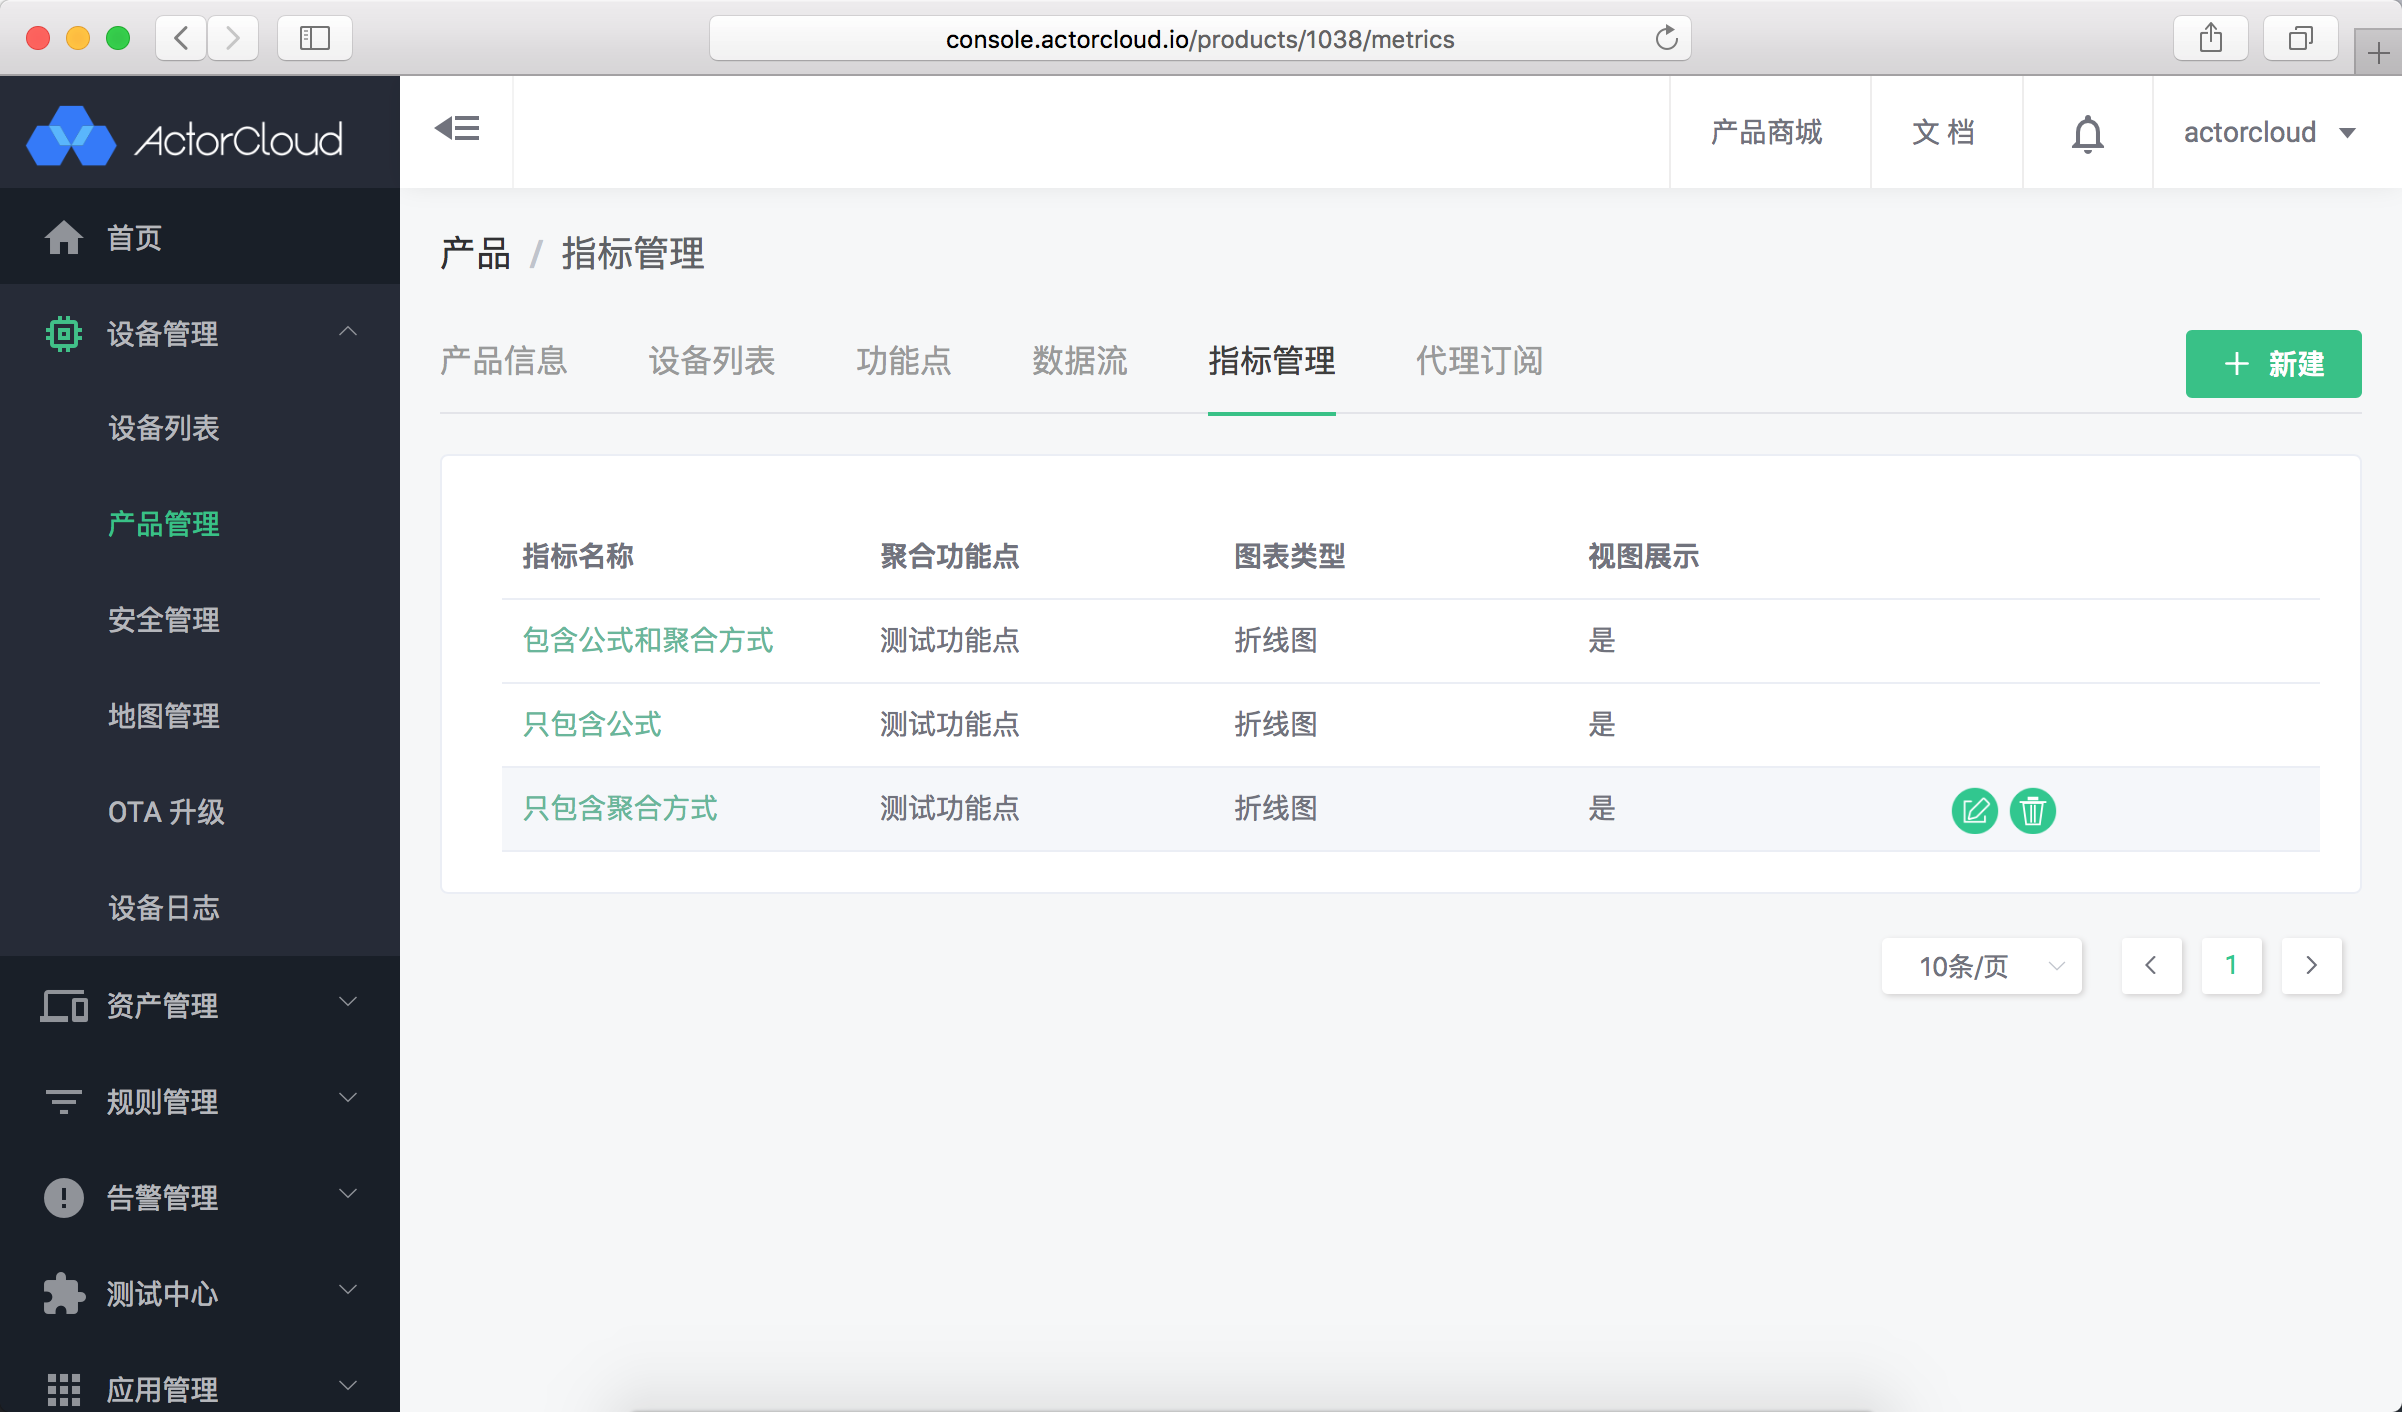 console.actorcloud.io/products/1038/metrics
ActorCloud
产品商城
文 档
actorcloud
首页
设备管理
设备列表
产品管理
安全管理
地图管理
OTA 升级
设备日志
资产管理
规则管理
告警管理
测试中心
应用管理
产品 / 指标管理
产品信息 设备列表 功能点 数据流 指标管理 代理订阅
+ 新建
指标名称 聚合功能点 图表类型 视图展示
包含公式和聚合方式 测试功能点 折线图 是
只包含公式 测试功能点 折线图 是
只包含聚合方式 测试功能点 折线图 是
10条/页
1